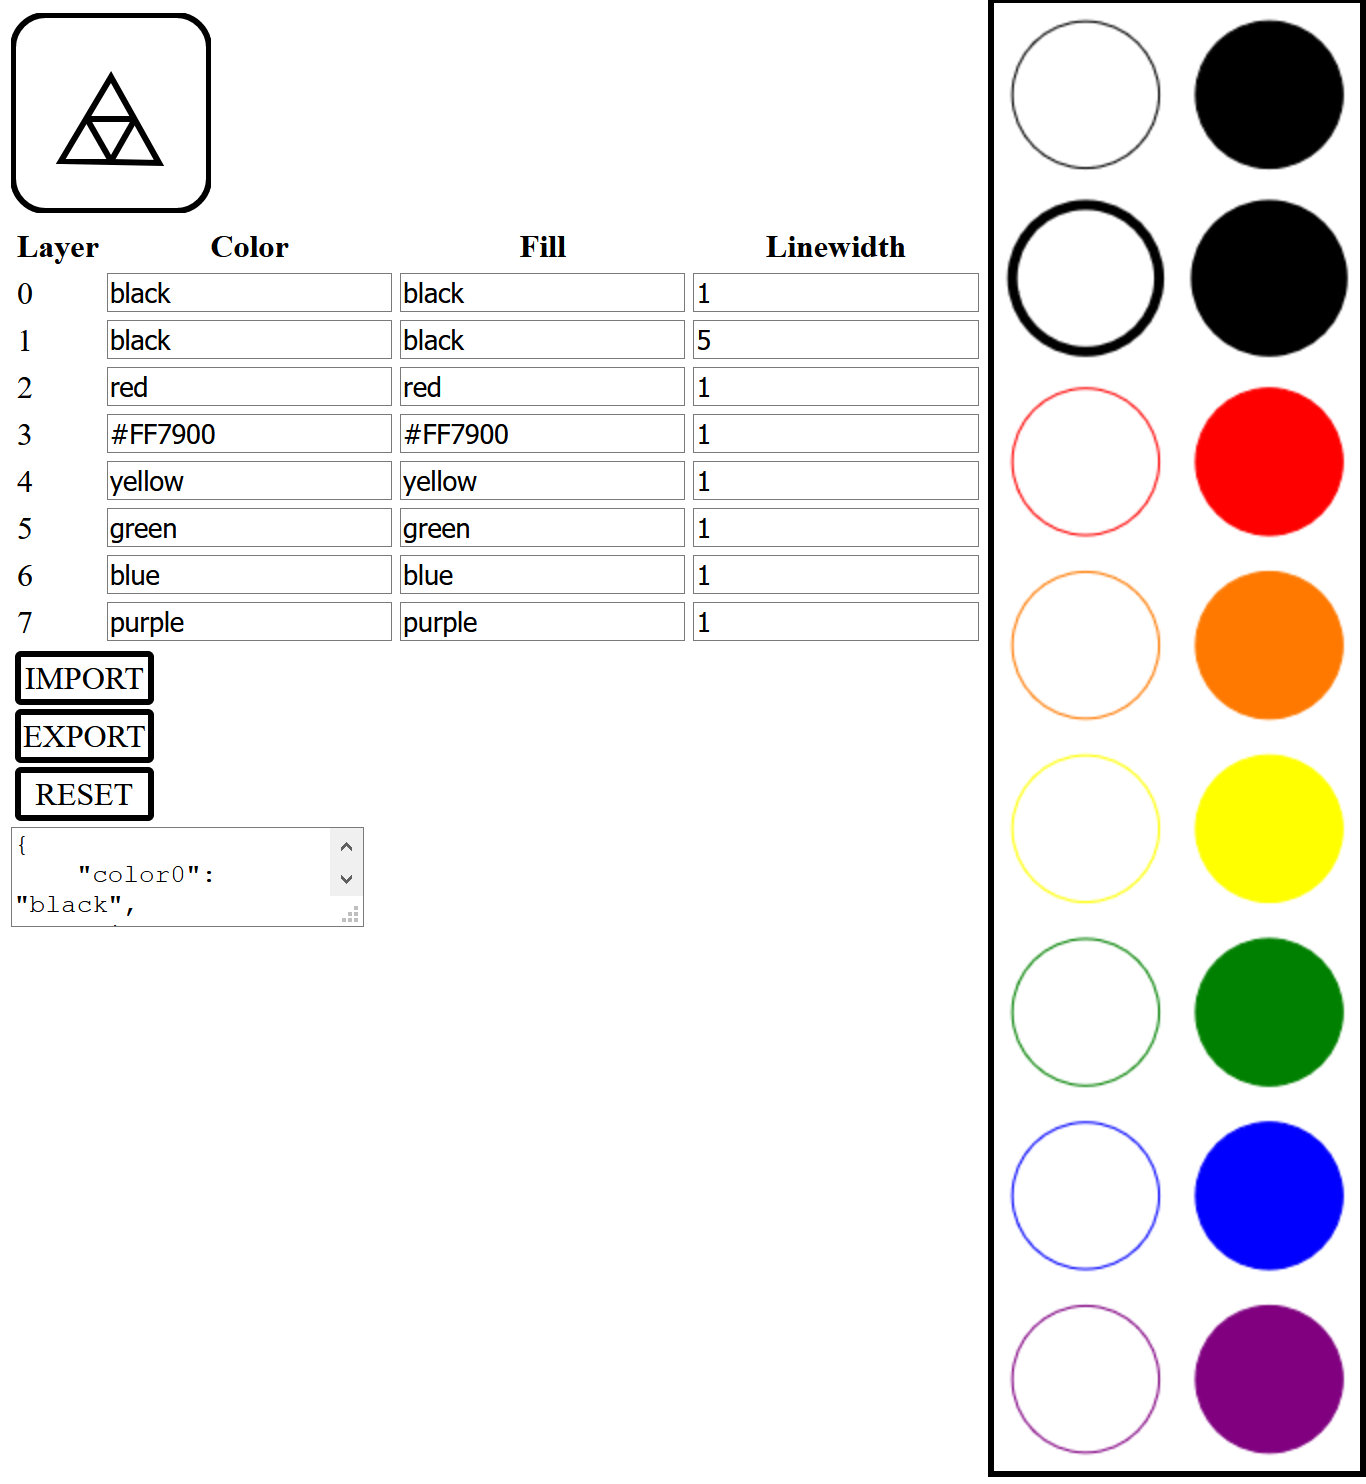 Layer Color Fill Linewidth
0 black black 1
1 black black 5
2 red red 1
3 #FF7900 #FF7900 1
4 yellow yellow 1
5 green green 1
6 blue blue 1
7 purple purple 1
IMPORT
EXPORT
RESET
{
"color0":
"black",